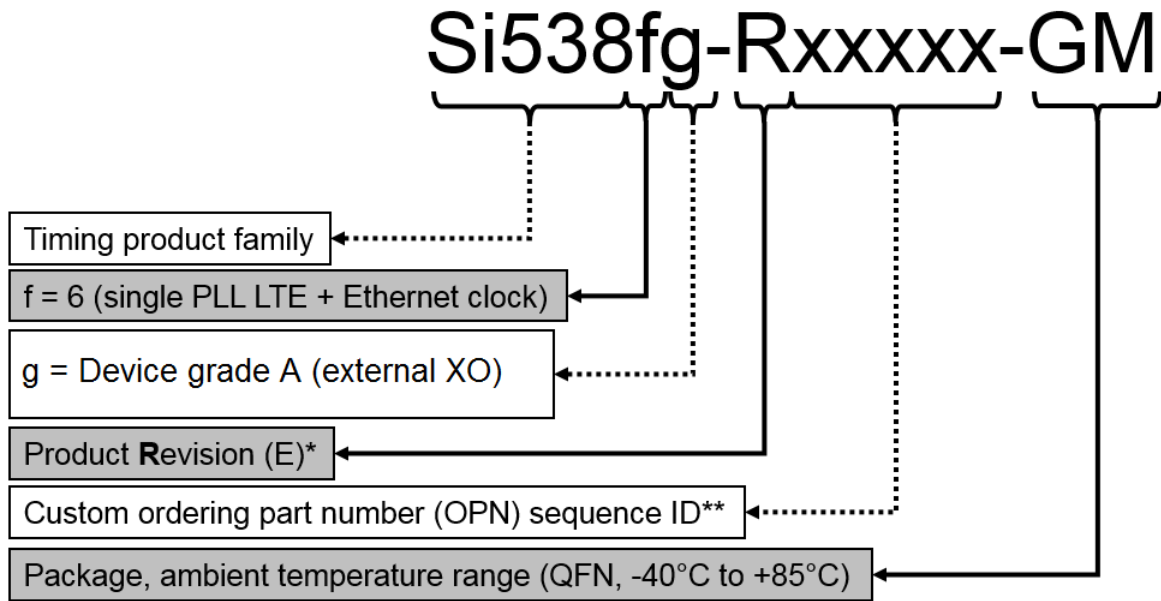 Si538fg-Rxxxxx-GM
Timing product family
f = 6 (single PLL LTE + Ethernet clock)
g = Device grade A (external XO)
Product Revision (E)*
Custom ordering part number (OPN) sequence ID**
Package, ambient temperature range (QFN, -40°C to +85°C)